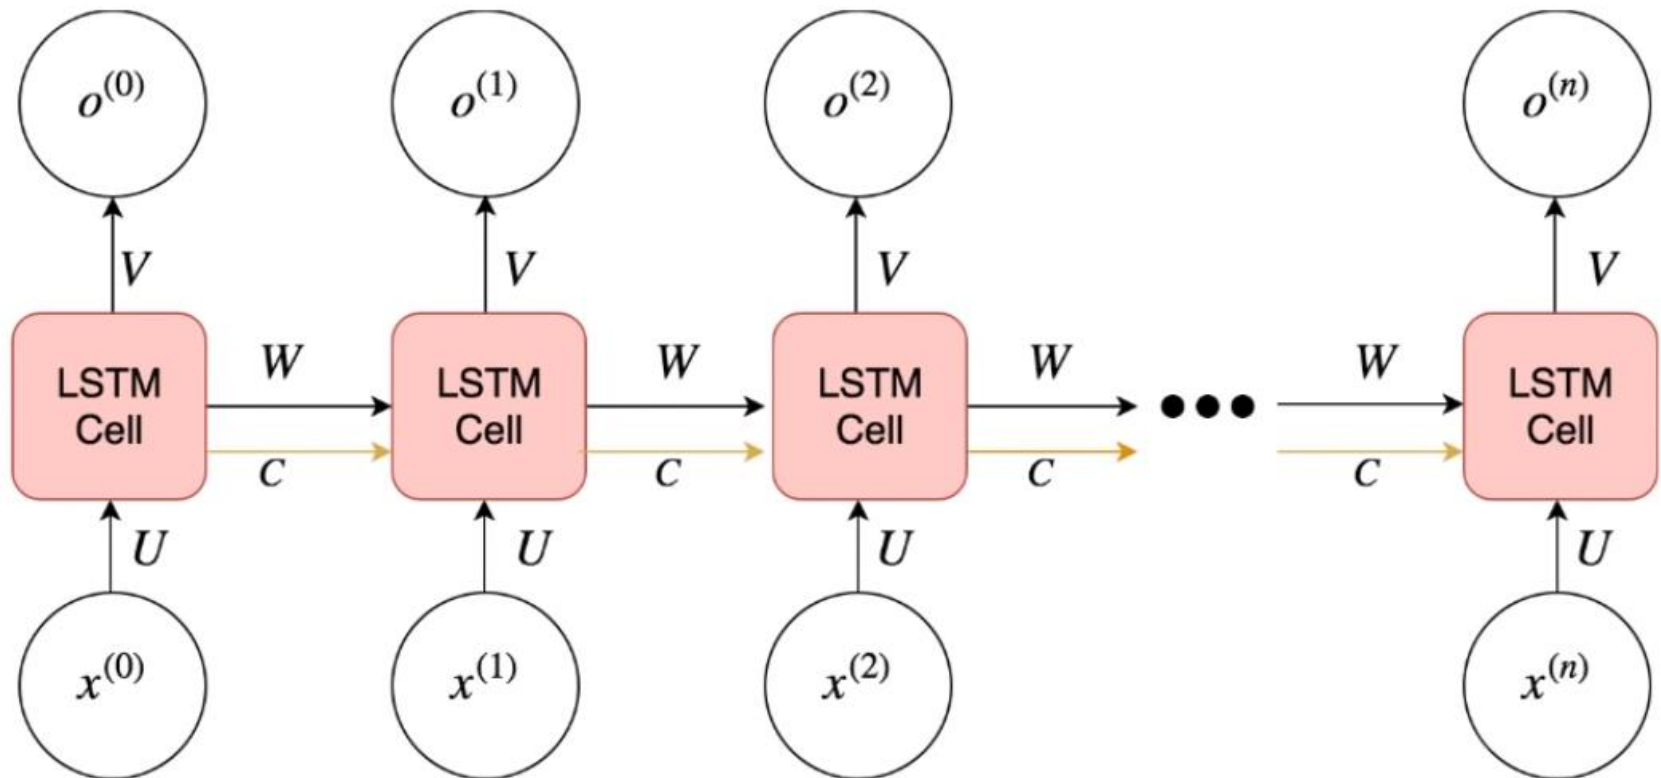 o^(0) o^(1) o^(2) o^(n)
V V V V
W W W W
LSTM Cell LSTM Cell LSTM Cell LSTM Cell
C C C C
U U U U
x^(0) x^(1) x^(2) x^(n)